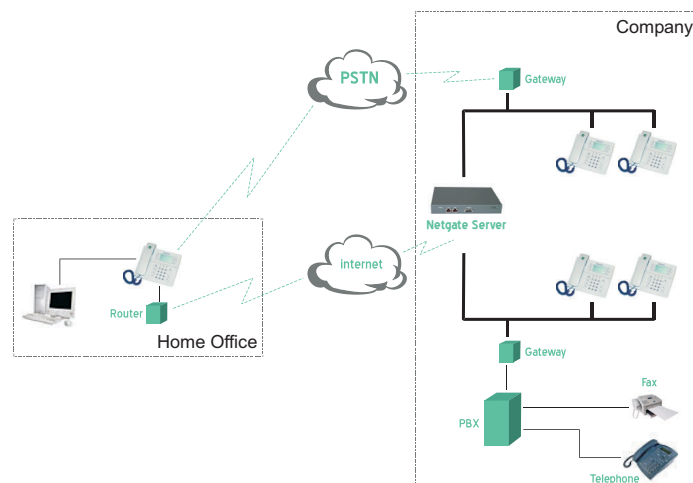 Company
PSTN
Gateway
Netgate Server
internet
Router
Home Office
Gateway
Fax
PBX
Telephone